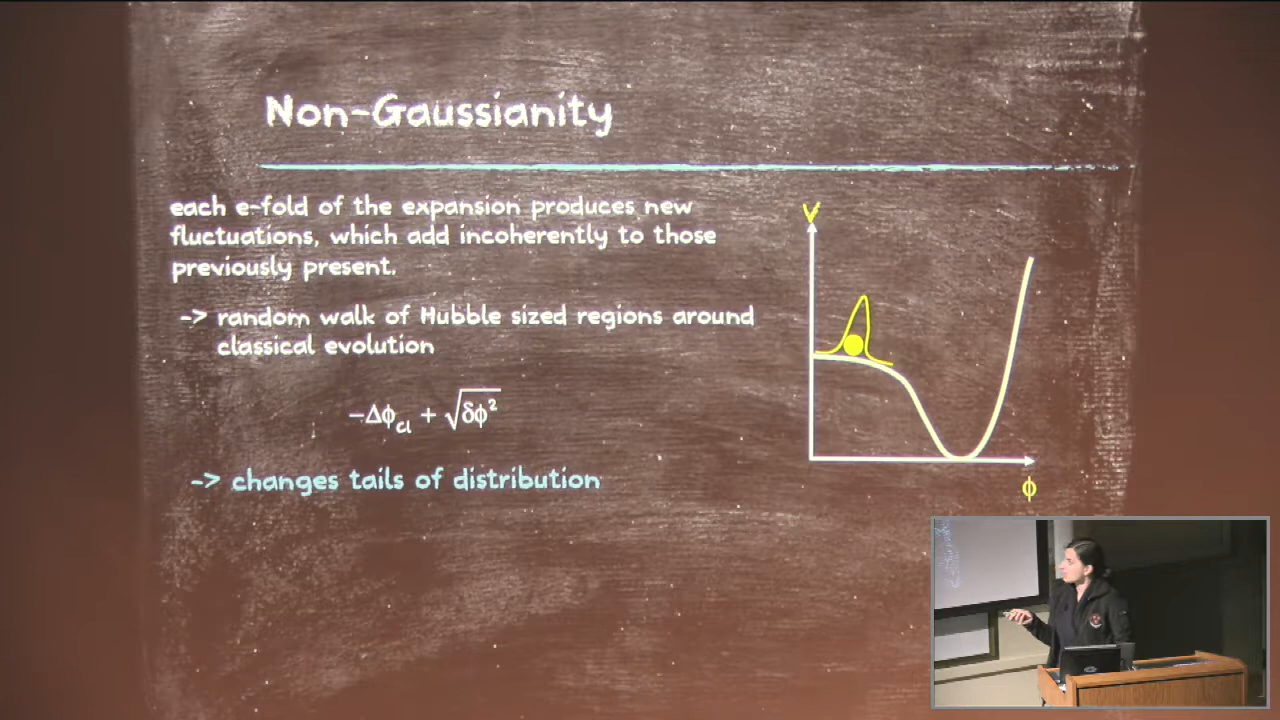 Non-Gaussianity
each e-fold of the expansion produces new
fluctuations, which add incoherently to those
previously present.
-> random walk of Hubble sized regions around
classical evolution
−Δϕcl + √δϕ²
-> changes tails of distribution
V
ϕ